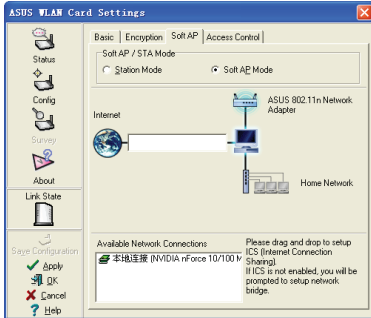 ASUS WLAN Card Settings
Status
Config
Survey
About
Link State
Save Configuration
Apply
OK
Cancel
Help
Basic
Encryption
Soft AP
Access Control
Soft AP / STA Mode
Station Mode
Soft AP Mode
Internet
ASUS 802.11n Network
Adapter
Home Network
Available Network Connections
本地连接 (NVIDIA nForce 10/100 M
Please drag and drop to setup
ICS (Internet Connection
Sharing).
If ICS is not enabled, you will be
prompted to setup network
bridge.